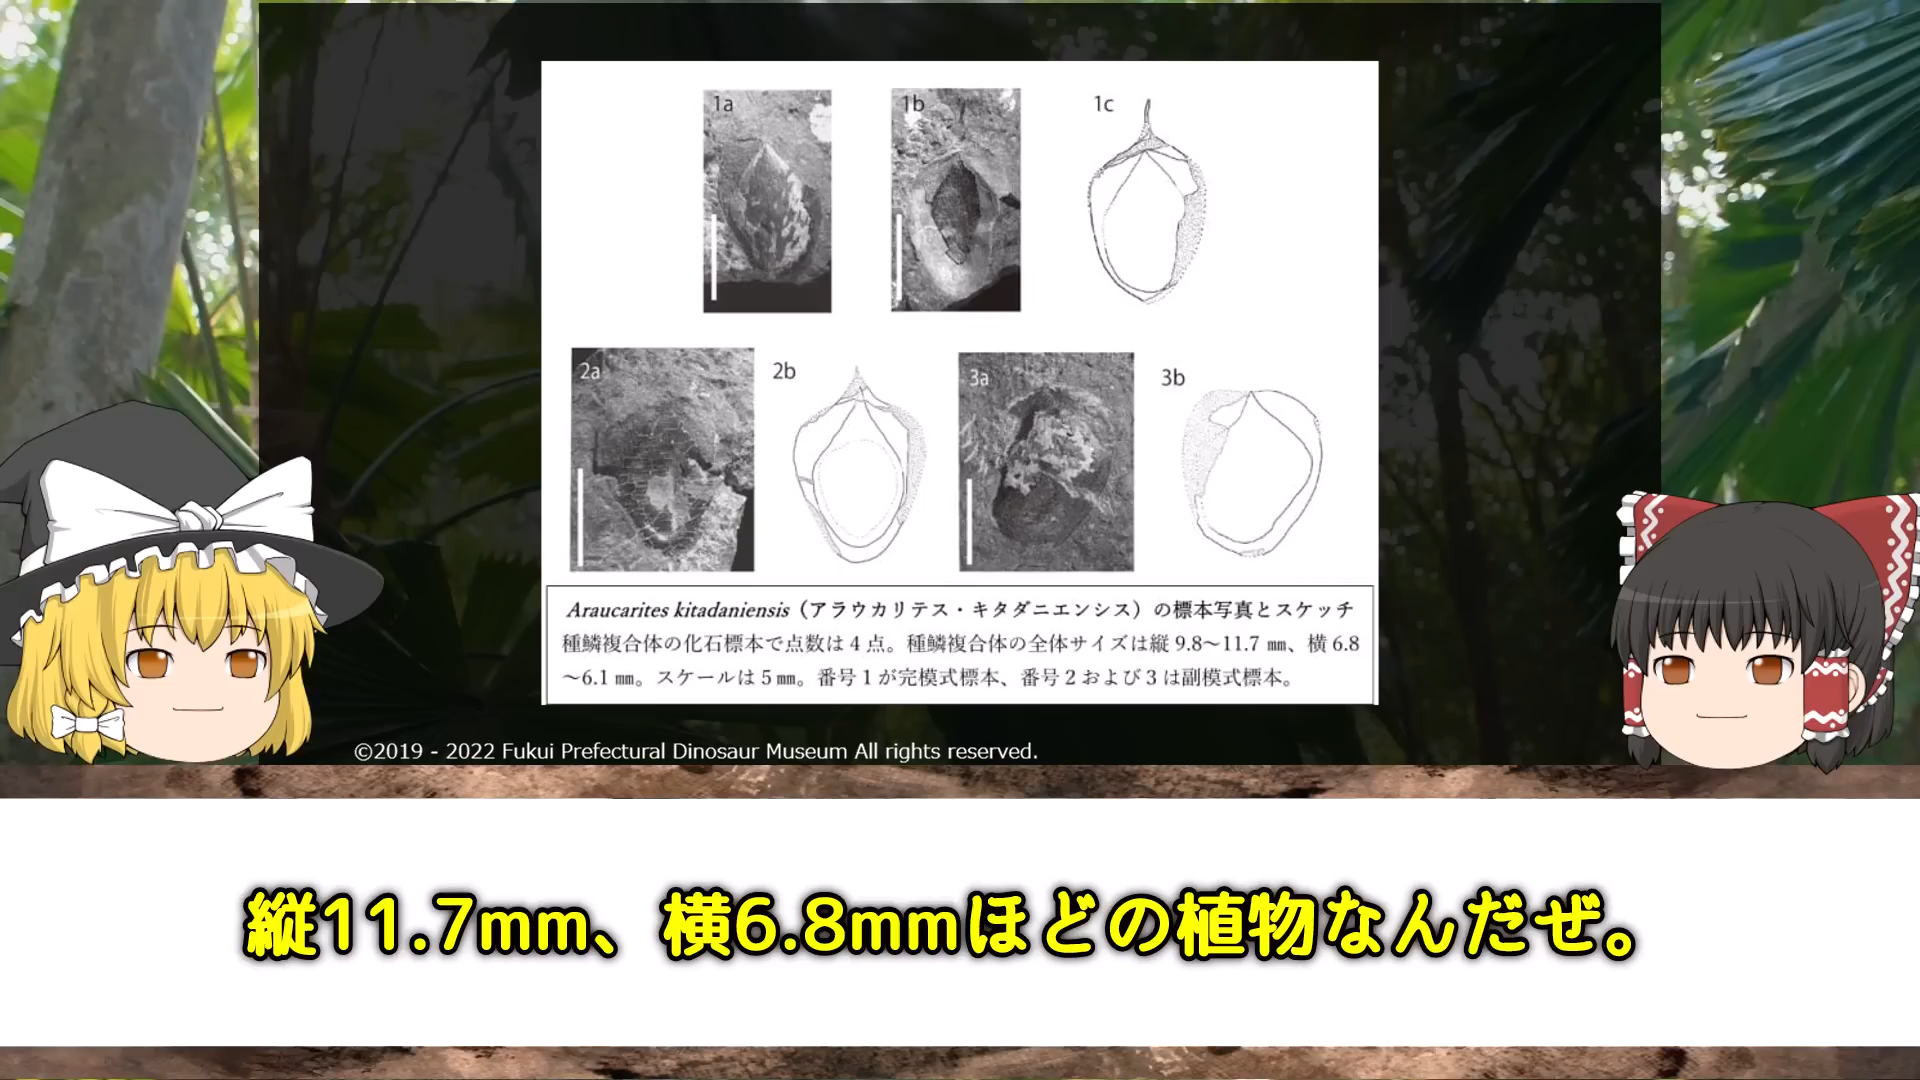 1a
1b
1c
2a
2b
3a
3b
Araucarites kitadaniensis（アラウカリテス・キタダニエンシス）の標本写真とスケッチ
種鱗複合体の化石標本で点数は 4 点。種鱗複合体の全体サイズは縦 9.8～11.7 ㎜、横 6.8
～6.1 ㎜。スケールは 5 ㎜。番号 1 が完模式標本、番号 2 および 3 は副模式標本。
©2019 - 2022 Fukui Prefectural Dinosaur Museum All rights reserved.
縦11.7mm、横6.8mmほどの植物なんだぜ。